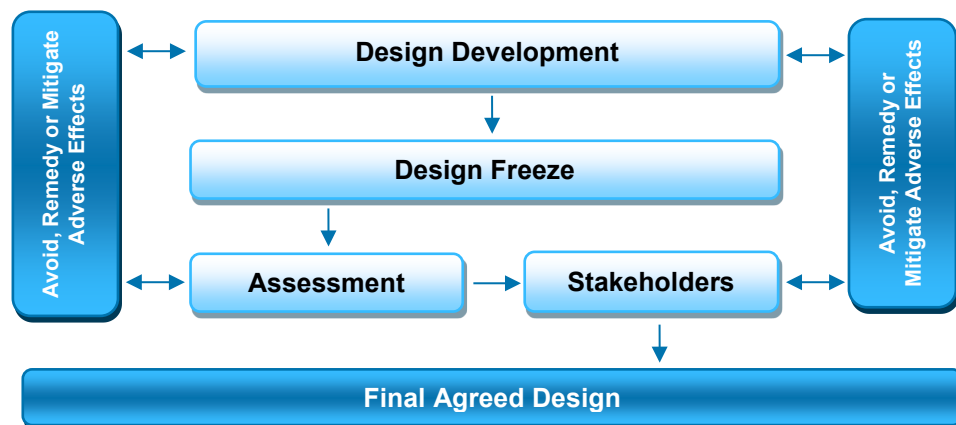 Avoid, Remedy or Mitigate
Adverse Effects
Design Development
Design Freeze
Assessment
Stakeholders
Avoid, Remedy or
Mitigate Adverse Effects
Final Agreed Design